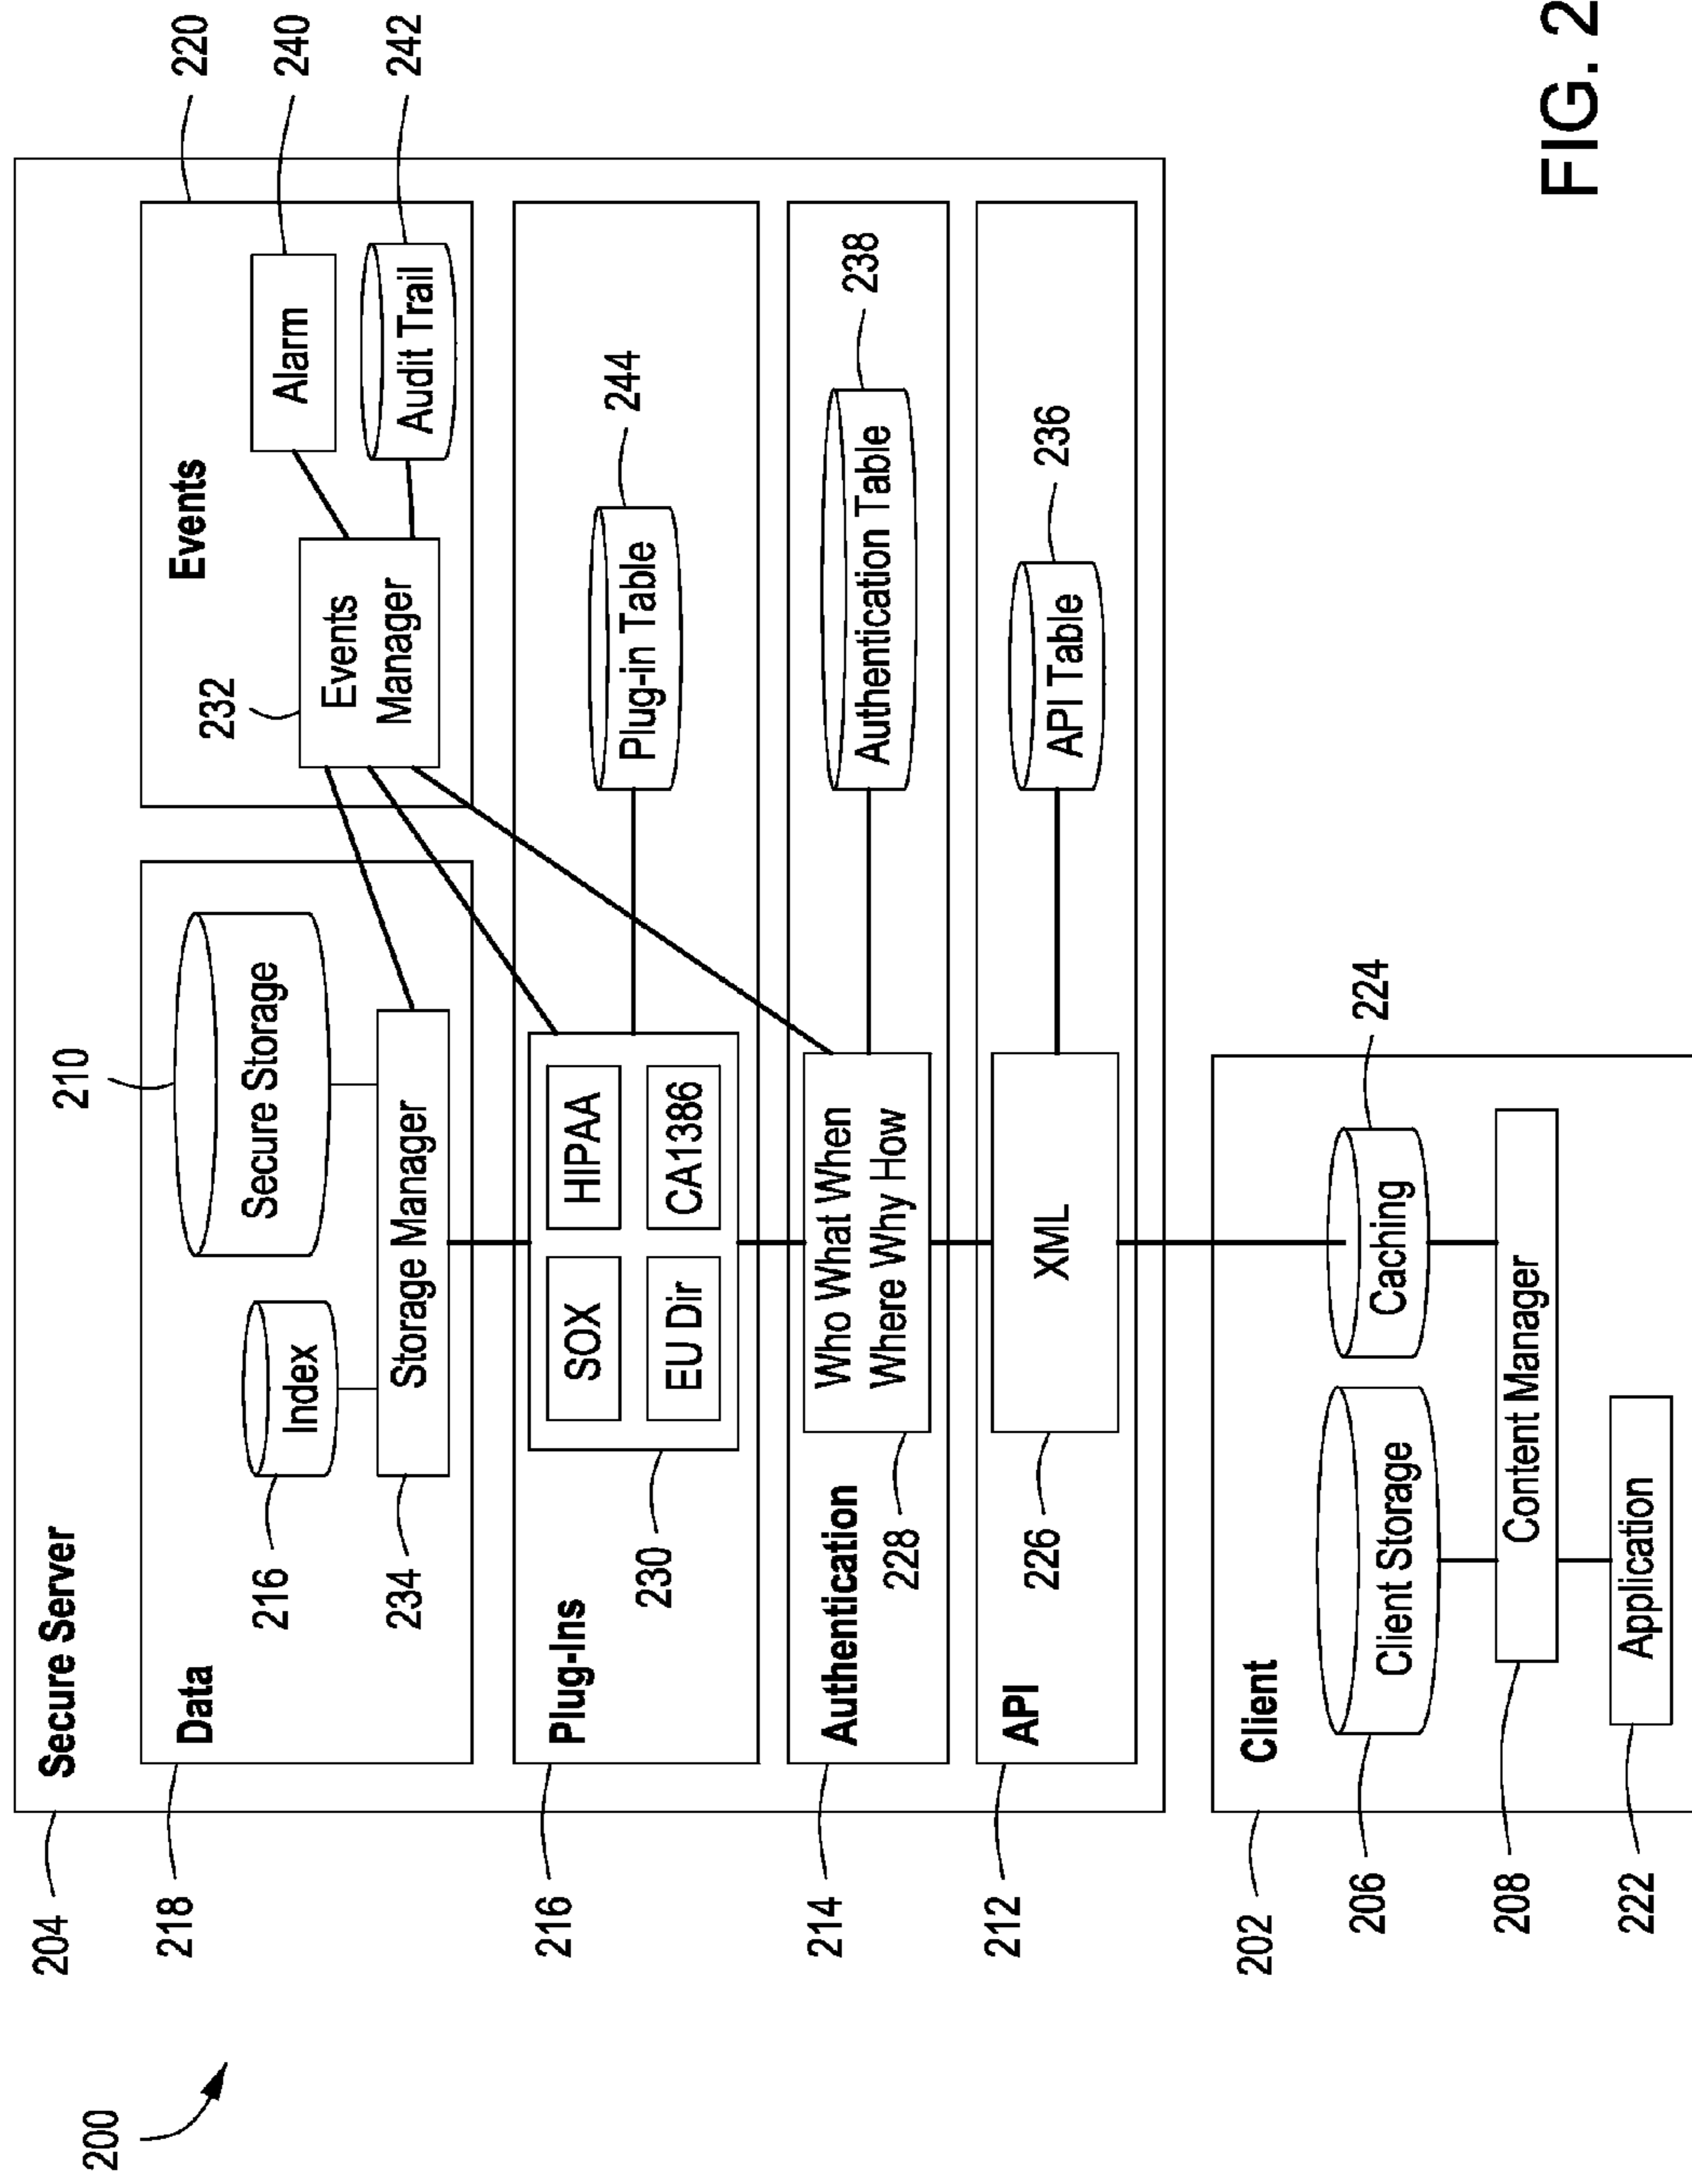 200
204
Secure Server
218
Data
216
Index
210
Secure Storage
234
Storage Manager
220
Events
232
Events
Manager
Alarm
240
Audit Trail
242
216
Plug-Ins
230
SOX
HIPAA
EU Dir
CA1386
Plug-in Table
244
214
Authentication
228
Who What When
Where Why How
Authentication Table
238
212
API
226
XML
API Table
236
202
Client
206
Client Storage
Caching
224
208
Content Manager
222
Application
FIG. 2